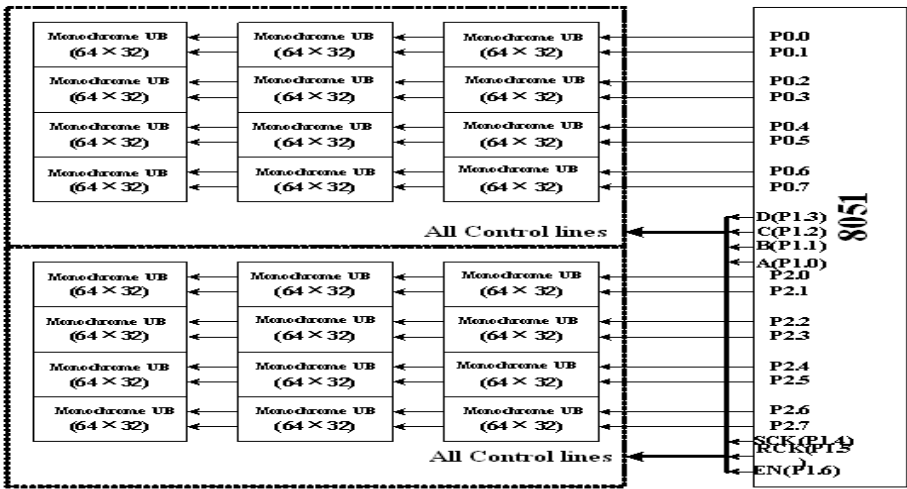 Monochrome UB Monochrome UB Monochrome UB P0.0
(64 × 32) (64 × 32) (64 × 32) P0.1
Monochrome UB Monochrome UB Monochrome UB P0.2
(64 × 32) (64 × 32) (64 × 32) P0.3
Monochrome UB Monochrome UB Monochrome UB P0.4
(64 × 32) (64 × 32) (64 × 32) P0.5
Monochrome UB Monochrome UB Monochrome UB P0.6
(64 × 32) (64 × 32) (64 × 32) P0.7
8051
D(P1.3)
All Control lines C(P1.2)
B(P1.1)
A(P1.0)
Monochrome UB Monochrome UB Monochrome UB P2.0
(64 × 32) (64 × 32) (64 × 32) P2.1
Monochrome UB Monochrome UB Monochrome UB P2.2
(64 × 32) (64 × 32) (64 × 32) P2.3
Monochrome UB Monochrome UB Monochrome UB P2.4
(64 × 32) (64 × 32) (64 × 32) P2.5
Monochrome UB Monochrome UB Monochrome UB P2.6
(64 × 32) (64 × 32) (64 × 32) P2.7
SCK(P1.4)
All Control lines RCK(P1.5
)
EN(P1.6)